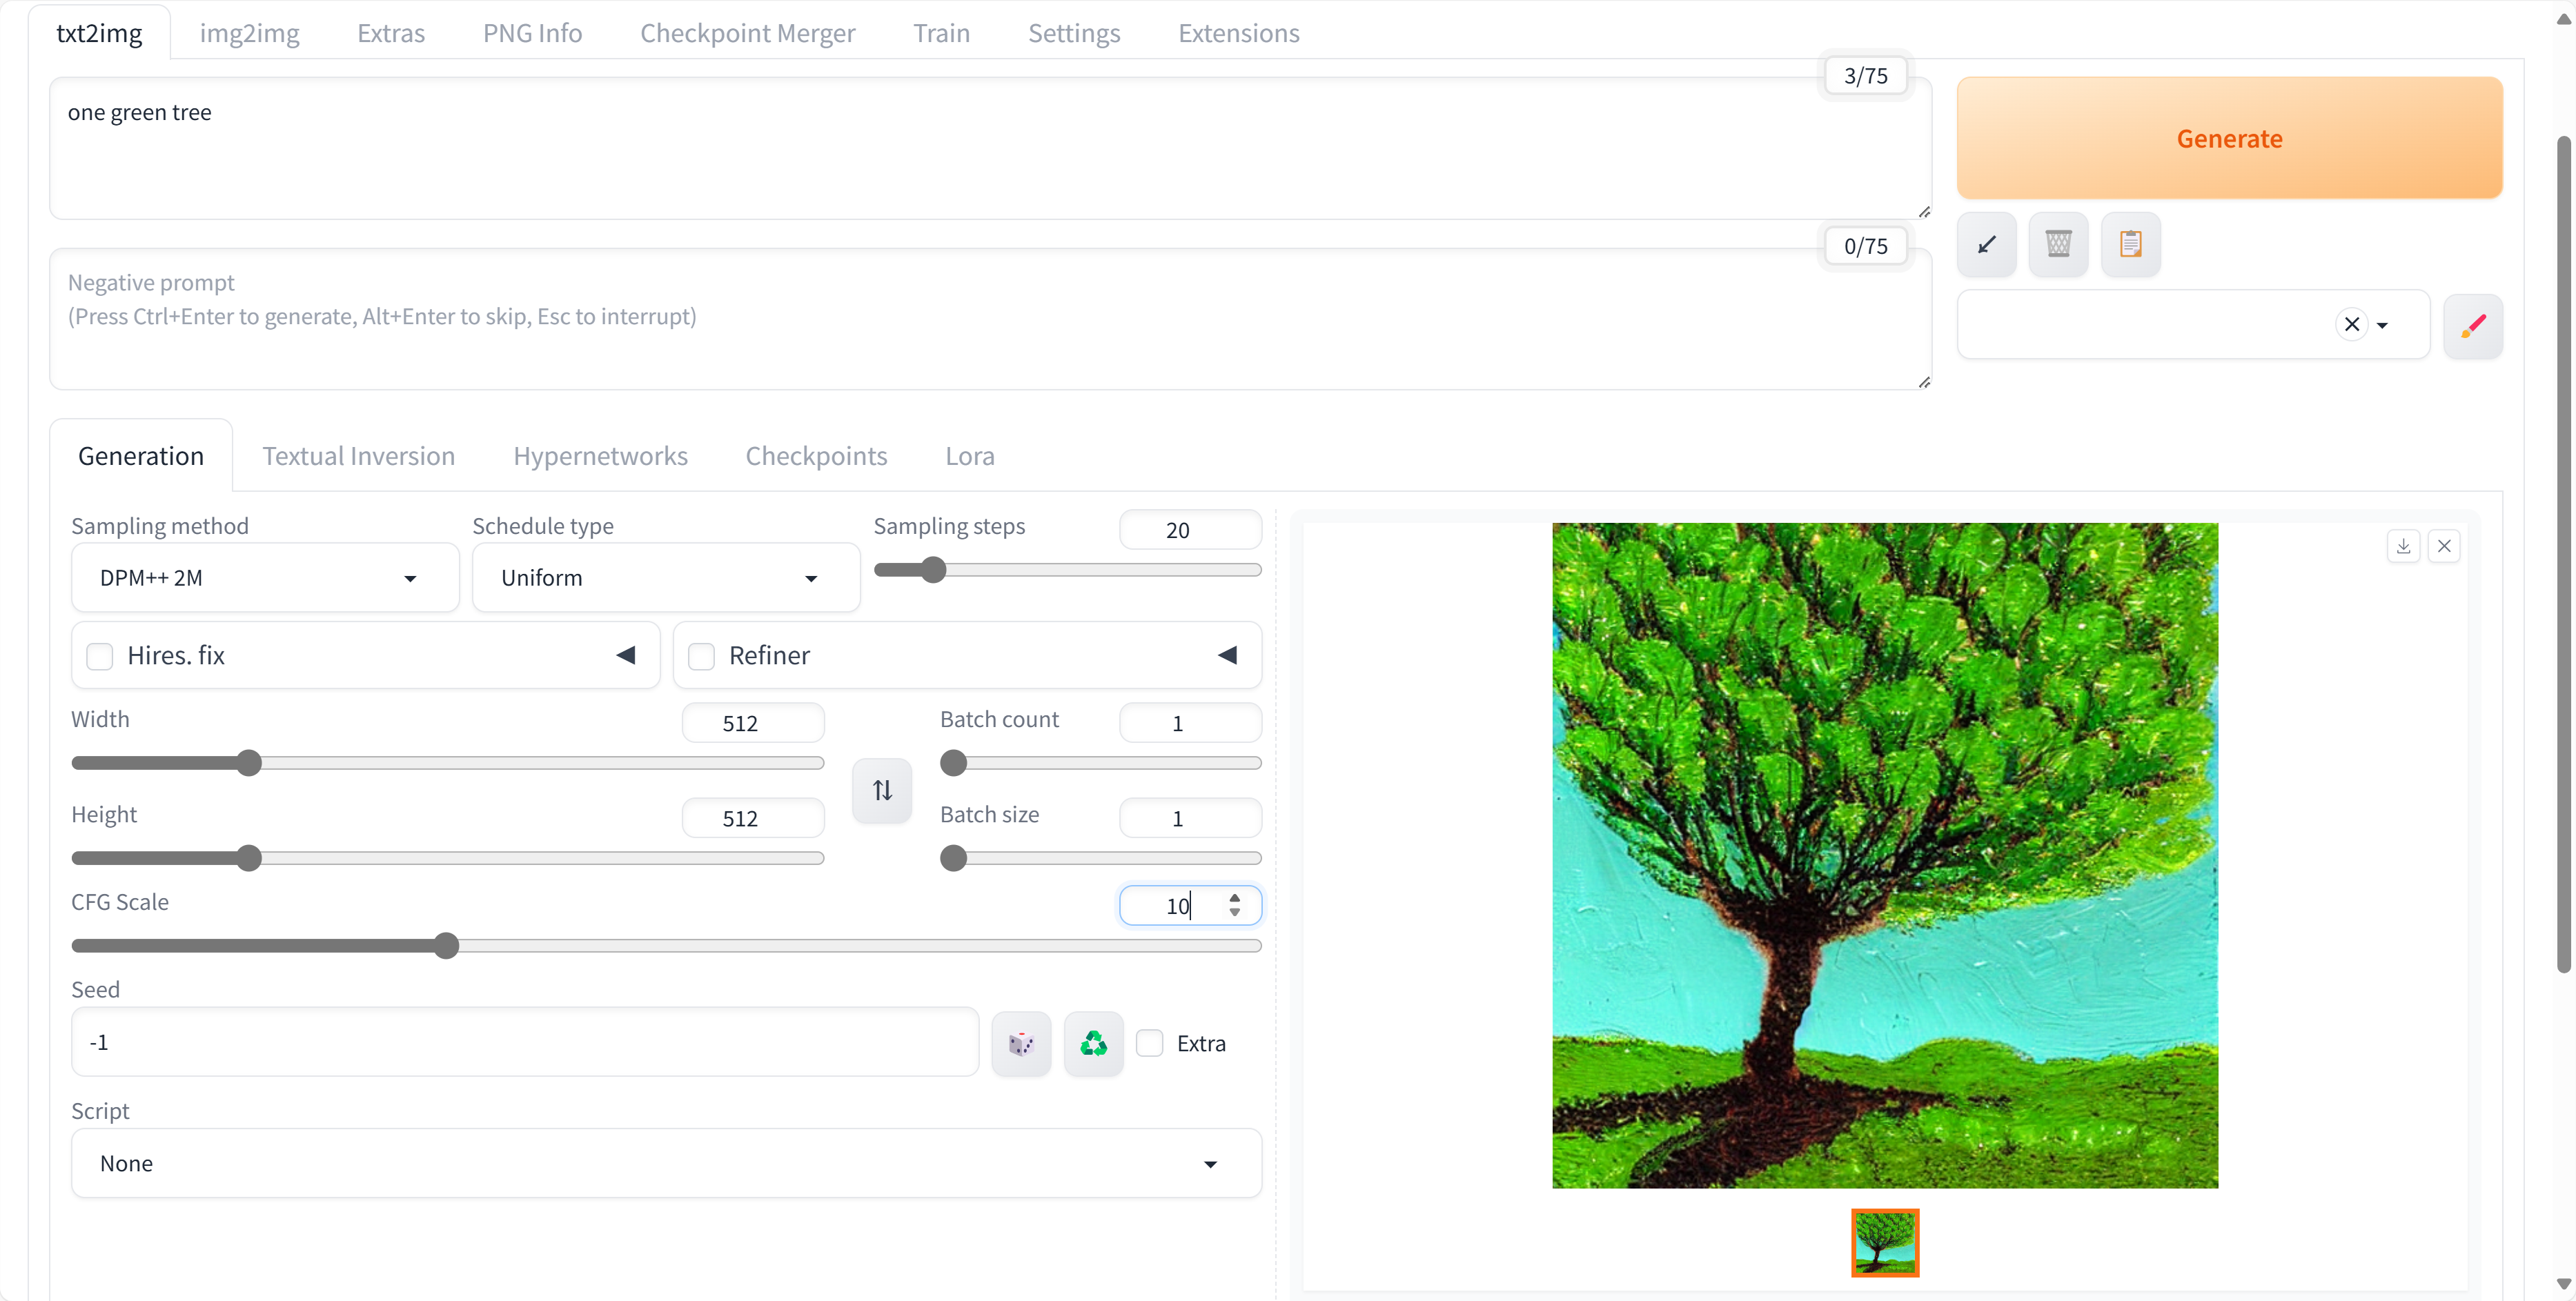 txt2img img2img Extras PNG Info Checkpoint Merger Train Settings Extensions
3/75
one green tree
Generate
0/75
Negative prompt
(Press Ctrl+Enter to generate, Alt+Enter to skip, Esc to interrupt)
Generation Textual Inversion Hypernetworks Checkpoints Lora
Sampling method Schedule type Sampling steps 20
DPM++ 2M Uniform
Hires. fix Refiner
Width 512 Batch count 1
Height 512 Batch size 1
CFG Scale 10
Seed
-1 Extra
Script
None